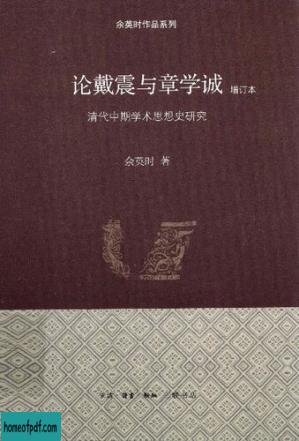 余英时作品系列
论戴震与章学诚 增订本
清代中期学术思想史研究
余英时 著
生活·读书·新知 三联书店
homeofpdf.com